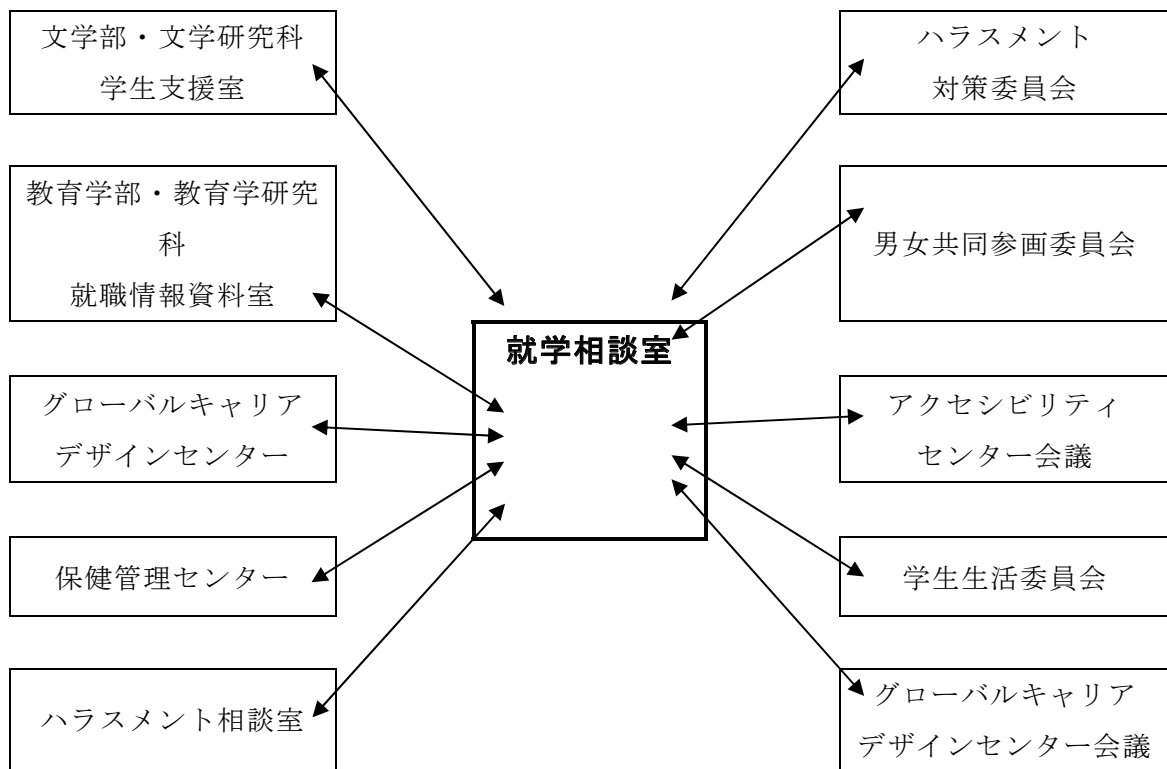 文学部・文学研究科
学生支援室
教育学部・教育学研究
科
就職情報資料室
グローバルキャリア
デザインセンター
保健管理センター
ハラスメント相談室
就学相談室
ハラスメント
対策委員会
男女共同参画委員会
アクセシビリティ
センター会議
学生生活委員会
グローバルキャリア
デザインセンター会議